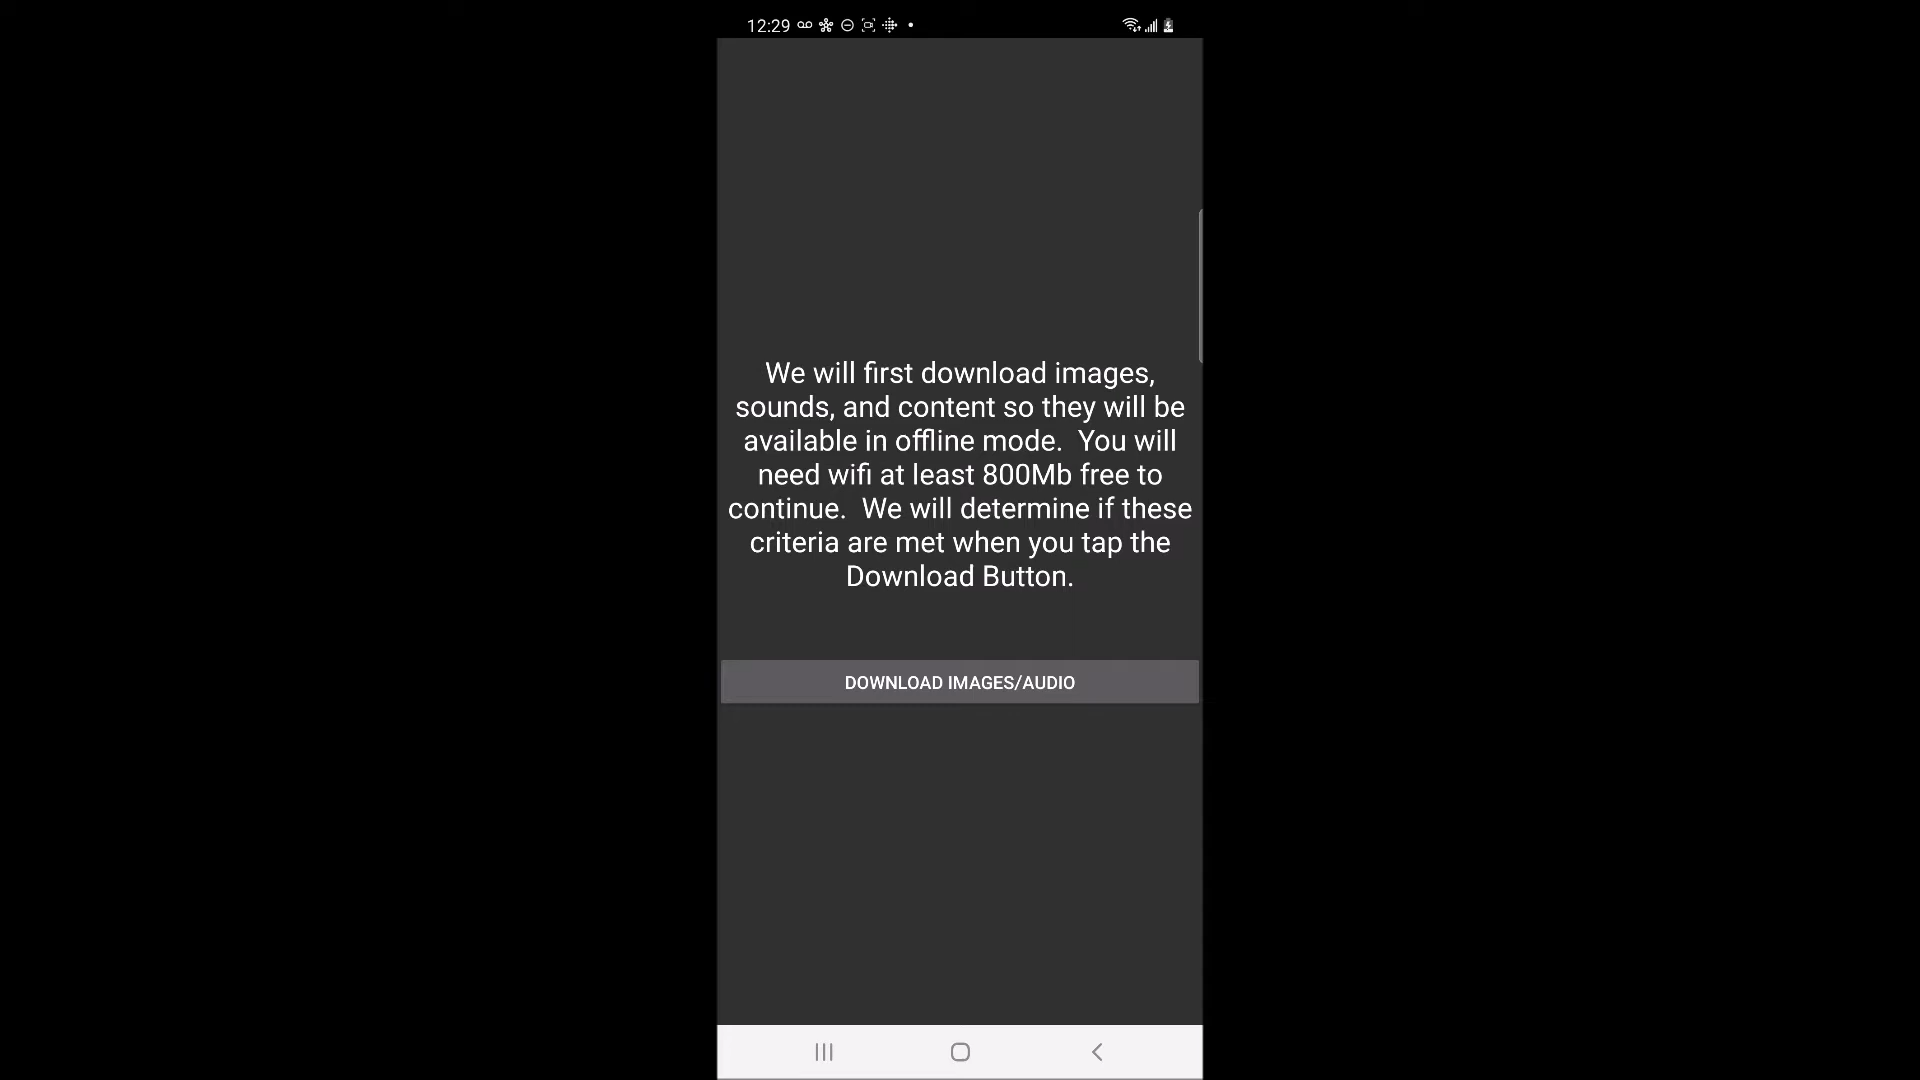 12:29
We will first download images,
sounds, and content so they will be
available in offline mode.  You will
need wifi at least 800Mb free to
continue.  We will determine if these
criteria are met when you tap the
Download Button.
DOWNLOAD IMAGES/AUDIO